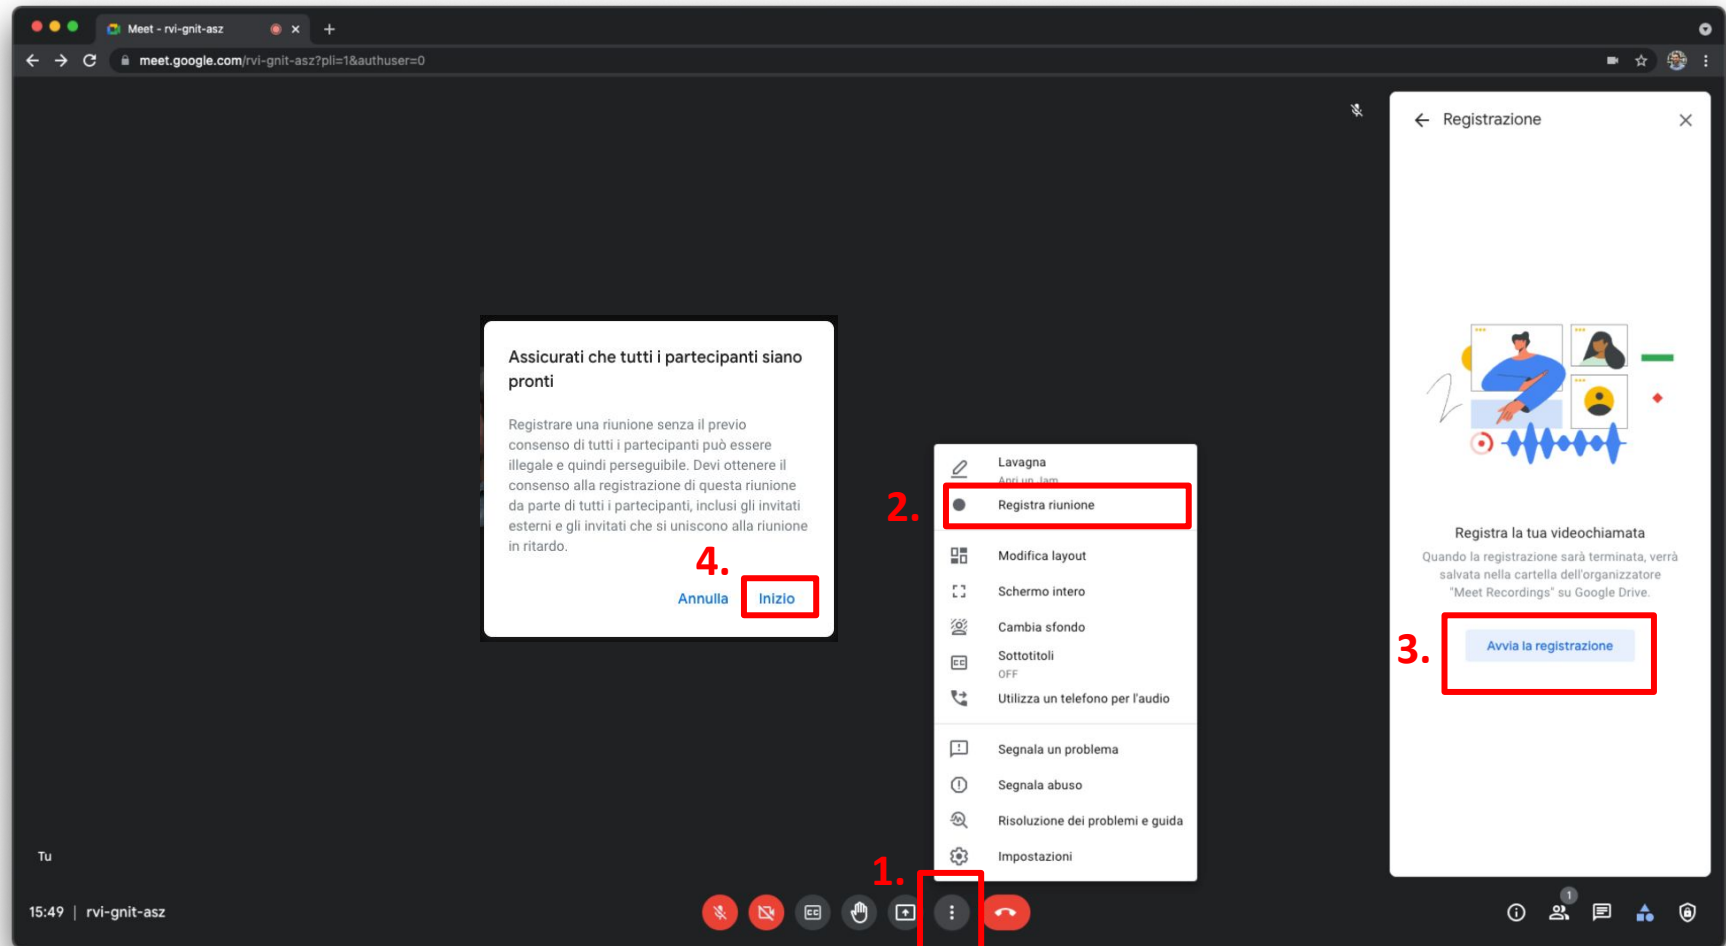 Meet - rvi-gnit-asz
meet.google.com/rvi-gnit-asz?pli=1&authuser=0
Registrazione
Assicurati che tutti i partecipanti siano
pronti
Registrare una riunione senza il previo
consenso di tutti i partecipanti può essere
illegale e quindi perseguibile. Devi ottenere il
consenso alla registrazione di questa riunione
da parte di tutti i partecipanti, inclusi gli invitati
esterni e gli invitati che si uniscono alla riunione
in ritardo.
4.
Annulla Inizio
Lavagna
Apri un Jam
2.
Registra riunione
Modifica layout
Schermo intero
Cambia sfondo
Sottotitoli
OFF
Utilizza un telefono per l'audio
Segnala un problema
Segnala abuso
Risoluzione dei problemi e guida
Impostazioni
Registra la tua videochiamata
Quando la registrazione sarà terminata, verrà
salvata nella cartella dell'organizzatore
"Meet Recordings" su Google Drive.
3.
Avvia la registrazione
Tu
1.
15:49 | rvi-gnit-asz
CC
1